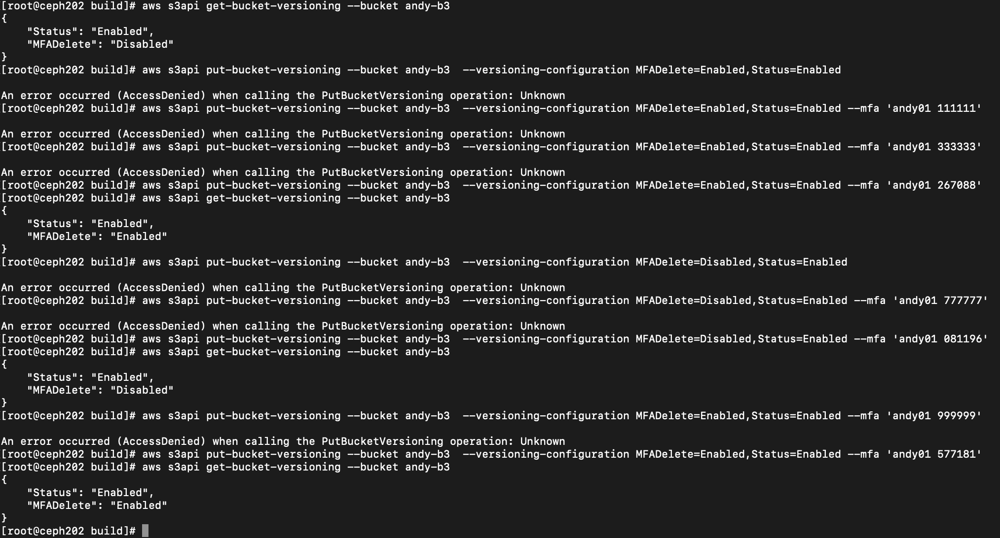 [root@ceph202 build]# aws s3api get-bucket-versioning --bucket andy-b3
{
    "Status": "Enabled",
    "MFADelete": "Disabled"
}
[root@ceph202 build]# aws s3api put-bucket-versioning --bucket andy-b3  --versioning-configuration MFADelete=Enabled,Status=Enabled

An error occurred (AccessDenied) when calling the PutBucketVersioning operation: Unknown
[root@ceph202 build]# aws s3api put-bucket-versioning --bucket andy-b3  --versioning-configuration MFADelete=Enabled,Status=Enabled --mfa 'andy01 111111'

An error occurred (AccessDenied) when calling the PutBucketVersioning operation: Unknown
[root@ceph202 build]# aws s3api put-bucket-versioning --bucket andy-b3  --versioning-configuration MFADelete=Enabled,Status=Enabled --mfa 'andy01 333333'

An error occurred (AccessDenied) when calling the PutBucketVersioning operation: Unknown
[root@ceph202 build]# aws s3api put-bucket-versioning --bucket andy-b3  --versioning-configuration MFADelete=Enabled,Status=Enabled --mfa 'andy01 267088'
[root@ceph202 build]# aws s3api get-bucket-versioning --bucket andy-b3
{
    "Status": "Enabled",
    "MFADelete": "Enabled"
}
[root@ceph202 build]# aws s3api put-bucket-versioning --bucket andy-b3  --versioning-configuration MFADelete=Disabled,Status=Enabled

An error occurred (AccessDenied) when calling the PutBucketVersioning operation: Unknown
[root@ceph202 build]# aws s3api put-bucket-versioning --bucket andy-b3  --versioning-configuration MFADelete=Disabled,Status=Enabled --mfa 'andy01 777777'

An error occurred (AccessDenied) when calling the PutBucketVersioning operation: Unknown
[root@ceph202 build]# aws s3api put-bucket-versioning --bucket andy-b3  --versioning-configuration MFADelete=Disabled,Status=Enabled --mfa 'andy01 081196'
[root@ceph202 build]# aws s3api get-bucket-versioning --bucket andy-b3
{
    "Status": "Enabled",
    "MFADelete": "Disabled"
}
[root@ceph202 build]# aws s3api put-bucket-versioning --bucket andy-b3  --versioning-configuration MFADelete=Enabled,Status=Enabled --mfa 'andy01 999999'

An error occurred (AccessDenied) when calling the PutBucketVersioning operation: Unknown
[root@ceph202 build]# aws s3api put-bucket-versioning --bucket andy-b3  --versioning-configuration MFADelete=Enabled,Status=Enabled --mfa 'andy01 577181'
[root@ceph202 build]# aws s3api get-bucket-versioning --bucket andy-b3
{
    "Status": "Enabled",
    "MFADelete": "Enabled"
}
[root@ceph202 build]#